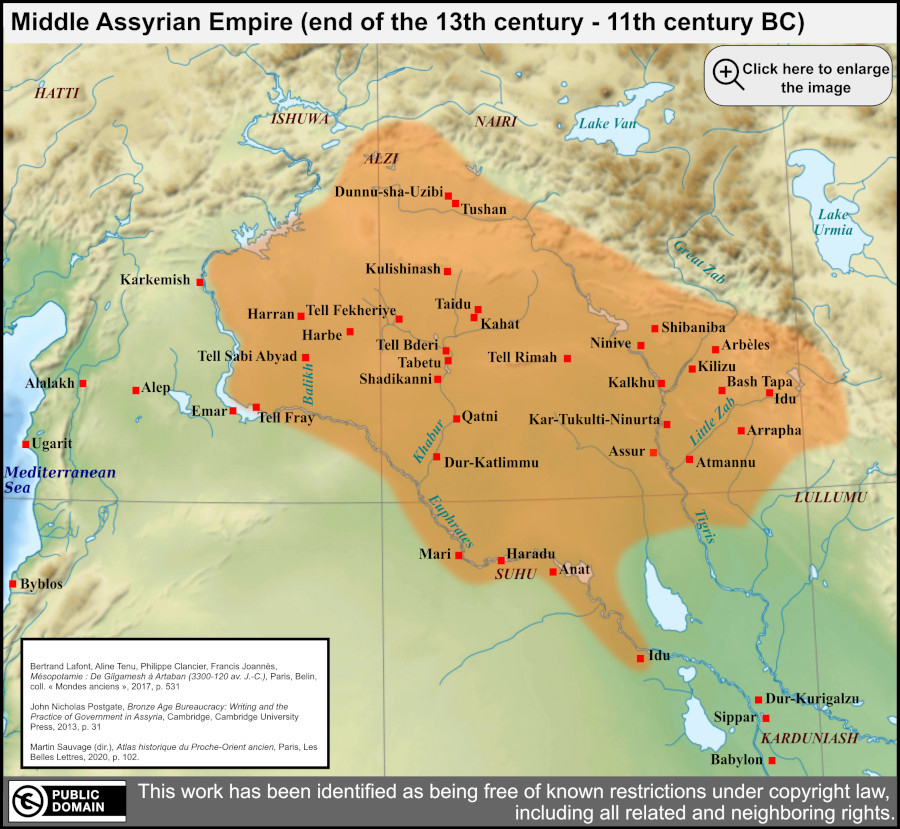 Middle Assyrian Empire (end of the 13th century - 11th century BC)
Click here to enlarge
the image
HATTI
ISHUWA
NAIRI
Lake Van
ALZI
Dunnu-sha-Uzibi
Tushan
Lake
Urmia
Great Zab
Karkemish
Kulishinash
Harran
Tell Fekheriye
Taidu
Kahat
Shibaniba
Harbe
Ninive
Arbèles
Tell Bderi
Tell Sabi Abyad
Tabetu
Tell Rimah
Kilizu
Shadikanni
Alalakh
Alep
Balikh
Kalkhu
Bash Tapa
Idu
Emar
Tell Fray
Qatni
Kar-Tukulti-Ninurta
Little Zab
Arrapha
Ugarit
Khabur
Dur-Katlimmu
Assur
Atmannu
Mediterranean
Sea
LULLUMU
Euphrates
Tigris
Mari
Haradu
SUHU
Anat
Byblos
Idu
Bertrand Lafont, Aline Tenu, Philippe Clancier, Francis Joannès,
Mésopotamie : De Gilgamesh à Artaban (3300-120 av. J.-C.), Paris, Belin,
coll. « Mondes anciens », 2017, p. 531
John Nicholas Postgate, Bronze Age Bureaucracy: Writing and the
Practice of Government in Assyria, Cambridge, Cambridge University
Press, 2013, p. 31
Martin Sauvage (dir.), Atlas historique du Proche-Orient ancien, Paris, Les
Belles Lettres, 2020, p. 102.
Dur-Kurigalzu
Sippar
KARDUNIASH
Babylon
PUBLIC
DOMAIN
This work has been identified as being free of known restrictions under copyright law,
including all related and neighboring rights.